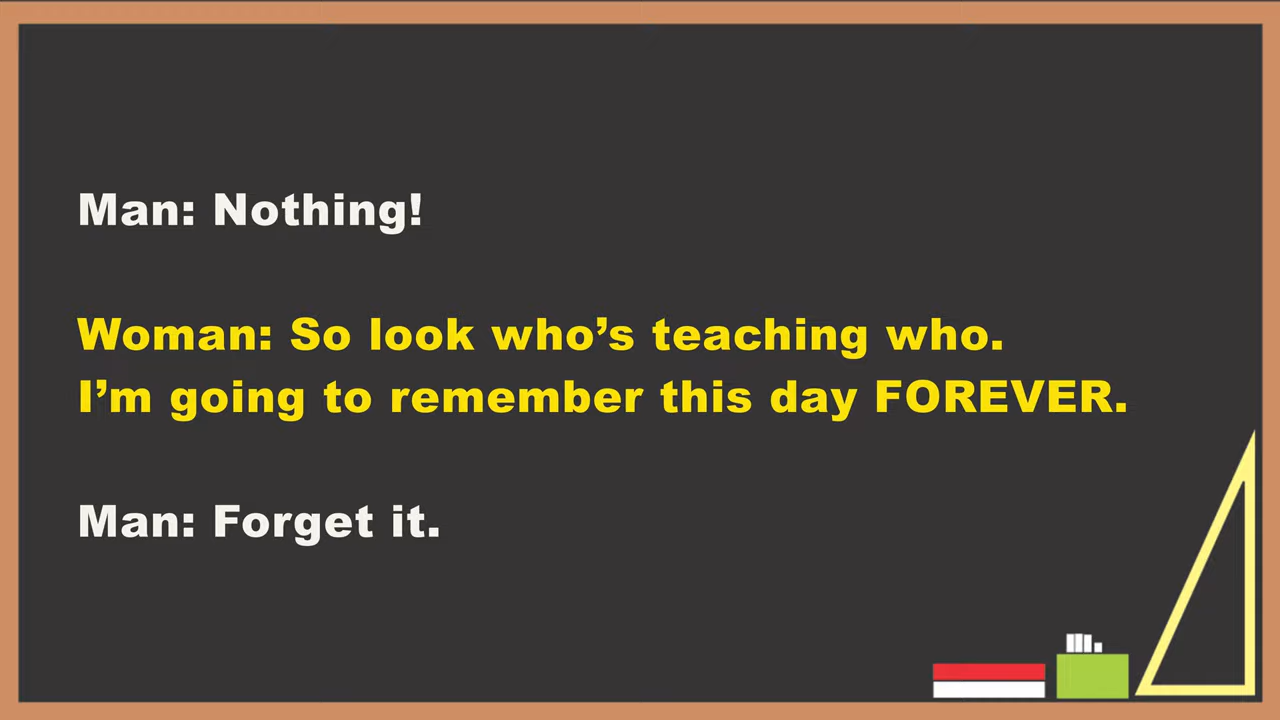 Man: Nothing!
Woman: So look who’s teaching who.
I’m going to remember this day FOREVER.
Man: Forget it.